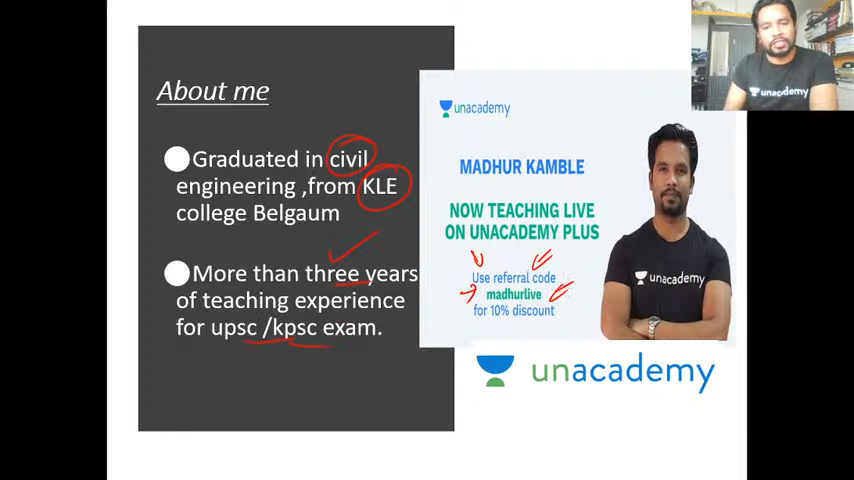 About me
Graduated in civil
engineering ,from KLE
college Belgaum
More than three years
of teaching experience
for upsc /kpsc exam.
unacademy
MADHUR KAMBLE
NOW TEACHING LIVE
ON UNACADEMY PLUS
Use referral code
madhurlive
for 10% discount
unacademy
unacademy
unacademy